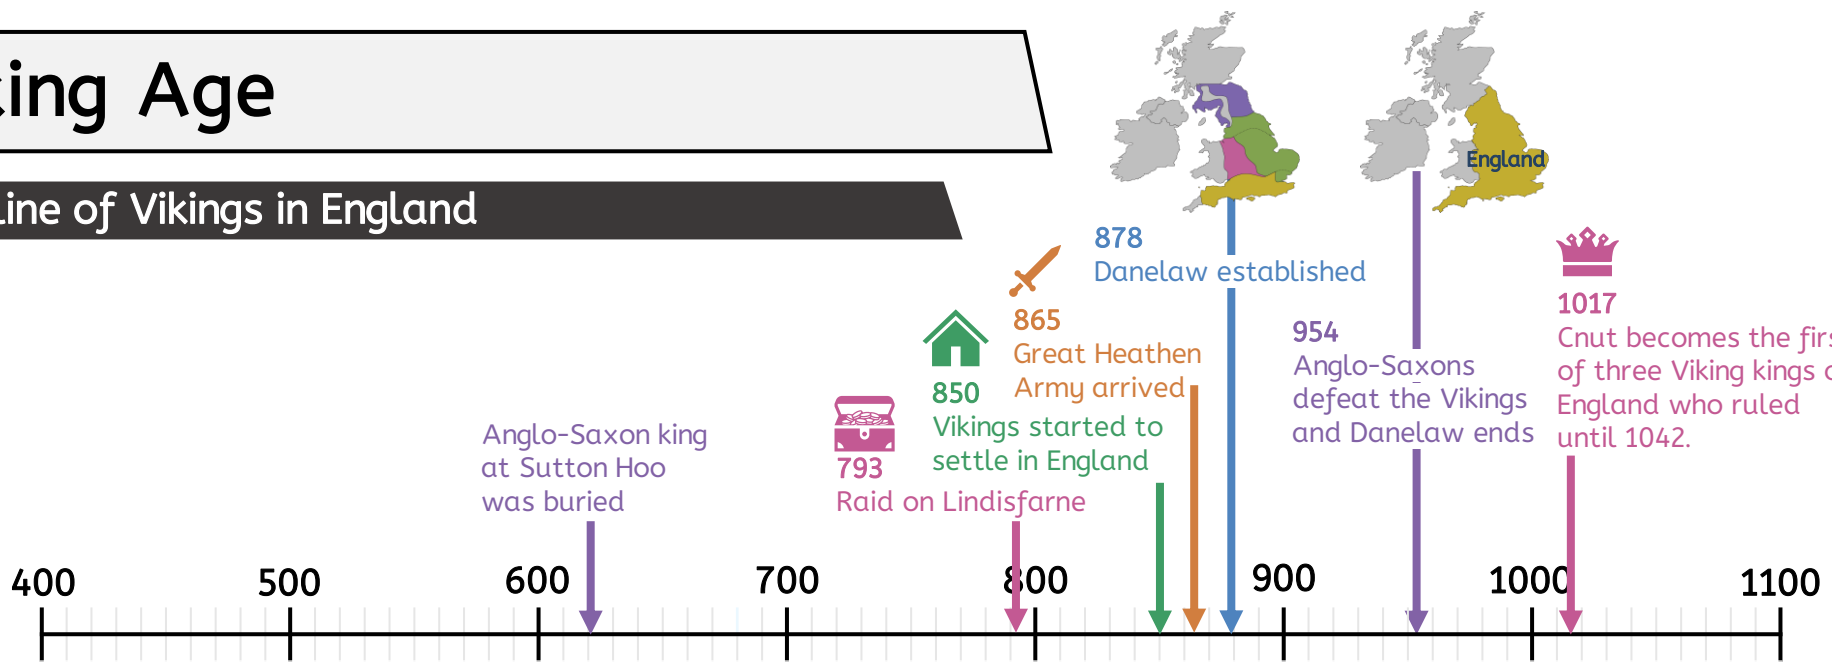 king Age
Line of Vikings in England
England
878
Danelaw established
865
Great Heathen
Army arrived
850
Vikings started to
settle in England
793
Raid on Lindisfarne
Anglo-Saxon king
at Sutton Hoo
was buried
954
Anglo-Saxons
defeat the Vikings
and Danelaw ends
1017
Cnut becomes the firs
of three Viking kings o
England who ruled
until 1042.
400 500 600 700 800 900 1000 1100